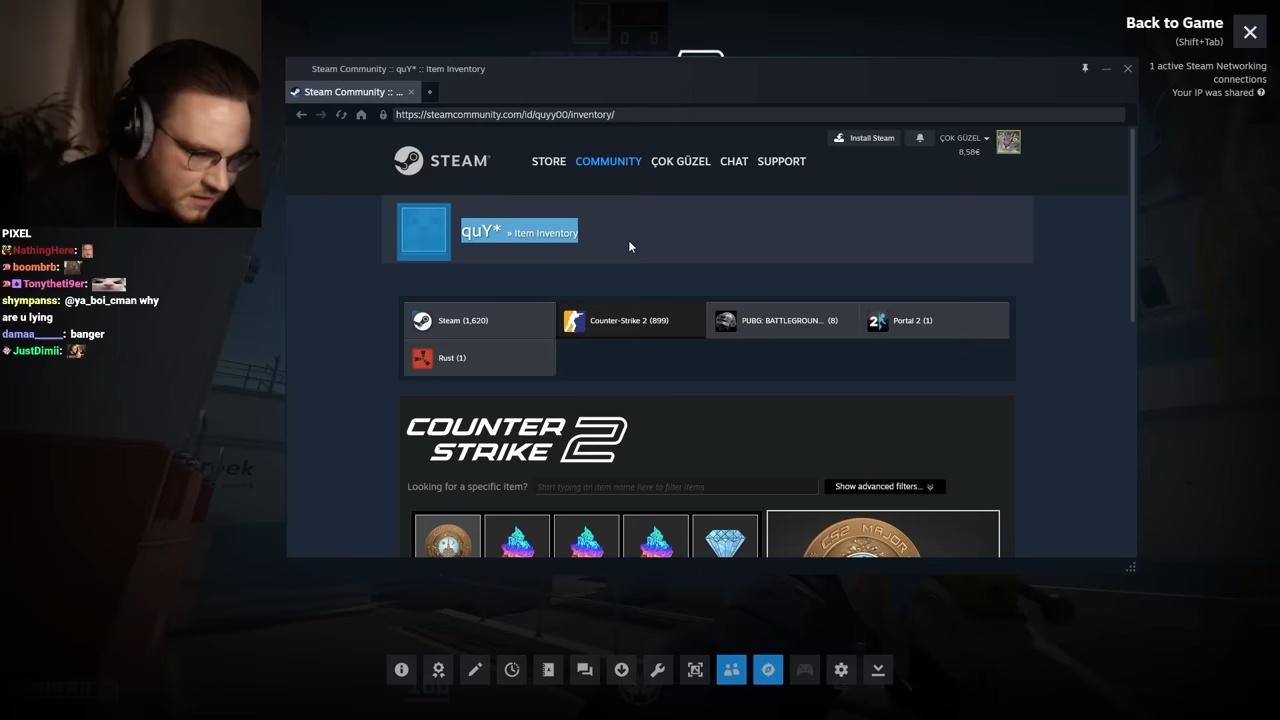 Back to Game
(Shift+Tab)
1 active Steam Networking
connections
Your IP was shared
Steam Community :: quY* :: Item Inventory
Steam Community :: ...
https://steamcommunity.com/id/quyy00/inventory/
Install Steam
ÇOK GÜZEL
8,58€
STEAM
STORE
COMMUNITY
ÇOK GÜZEL
CHAT
SUPPORT
quY* » Item Inventory
PIXEL
NathingHere:
boombrb:
Tonytheti9er:
shympanss: @ya_boi_cman why
are u lying
damaa_____: banger
JustDimii:
Steam (1,620)
Counter-Strike 2 (899)
PUBG: BATTLEGROUN... (8)
Portal 2 (1)
Rust (1)
COUNTER
STRIKE 2
Looking for a specific item?
Start typing an item name here to filter items
Show advanced filters...
CS2 MAJOR